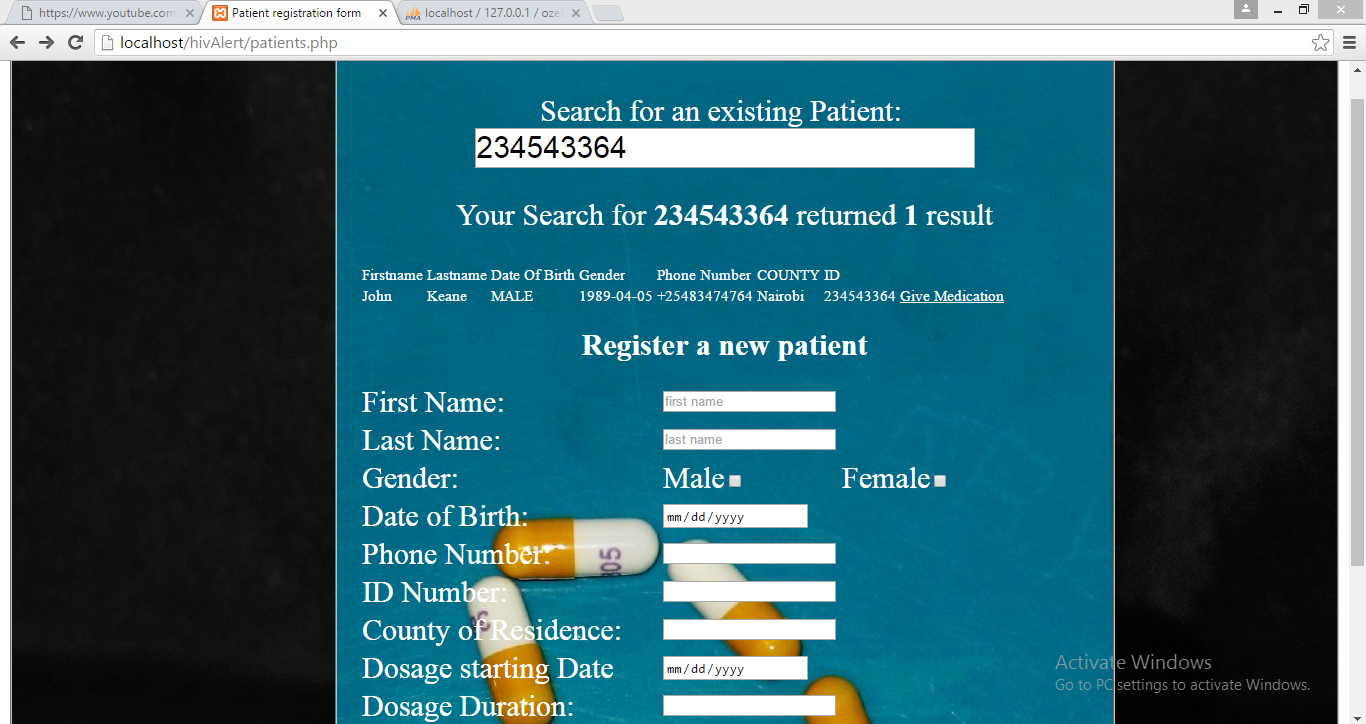 https://www.youtube.com
Patient registration form
localhost / 127.0.0.1 / ozek
localhost/hivAlert/patients.php
Search for an existing Patient:
234543364
Your Search for 234543364 returned 1 result
Firstname Lastname Date Of Birth Gender Phone Number COUNTY ID
John Keane MALE 1989-04-05 +25483474764 Nairobi 234543364 Give Medication
Register a new patient
First Name: first name
Last Name: last name
Gender: Male Female
Date of Birth: mm/dd/yyyy
Phone Number:
ID Number:
County of Residence:
Dosage starting Date mm/dd/yyyy
Dosage Duration:
Activate Windows
Go to PC settings to activate Windows.